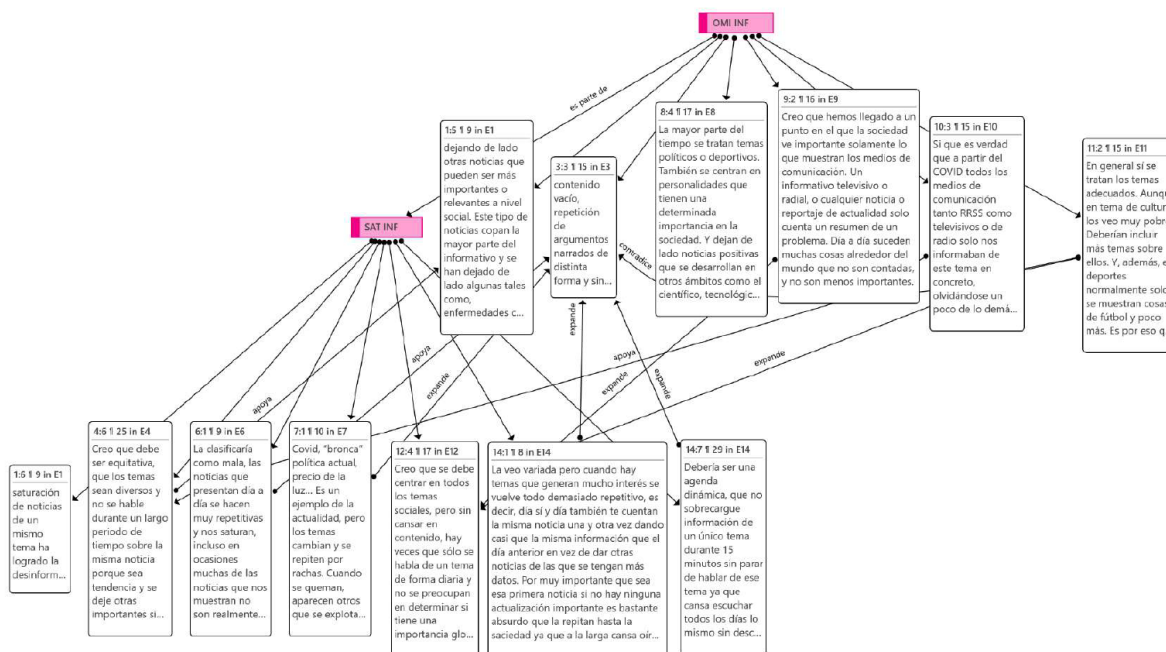 OMI INF
es parte de
1:5 ¶ 9 in E1
dejando de lado
otras noticias que
pueden ser más
importantes o
relevantes a nivel
social. Este tipo de
noticias copan la
mayor parte del
informativo y se
han dejado de
lado algunas tales
como,
enfermedades c...
3:3 ¶ 15 in E3
contenido
vacío,
repetición
de
argumentos
narrados de
distinta
forma y sin...
8:4 ¶ 17 in E8
La mayor parte del
tiempo se tratan temas
políticos o deportivos.
También se centran en
personalidades que
tienen una
determinada
importancia en la
sociedad. Y dejan de
lado noticias positivas
que se desarrollan en
otros ámbitos como el
científico, tecnológic...
9:2 ¶ 16 in E9
Creo que hemos llegado a un
punto en el que la sociedad
ve importante solamente lo
que muestran los medios de
comunicación. Un
informativo televisivo o
radial, o cualquier noticia o
reportaje de actualidad solo
cuenta un resumen de un
problema. Día a día suceden
muchas cosas alrededor del
mundo que no son contadas,
y no son menos importantes.
10:3 ¶ 15 in E10
Si que es verdad
que a partir del
COVID todos los
medios de
comunicación
tanto RRSS como
televisivos o de
radio solo nos
informaban de
este tema en
concreto,
olvidándose un
poco de lo demá...
11:2 ¶ 15 in E11
En general sí se
tratan los temas
adecuados. Aunqu
en tema de cultur
los veo muy pobre
Deberían incluir
más temas sobre
ellos. Y, además, e
deportes
normalmente solo
se muestran cosas
de fútbol y poco
más. Es por eso q
SAT INF
contradice
expande
apoya
apoya
expande
expande
expande
apoya
expande
1:6 ¶ 9 in E1
saturación
de noticias
de un
mismo
tema ha
logrado la
desinform...
4:6 ¶ 25 in E4
Creo que debe
ser equitativa,
que los temas
sean diversos y
no se hable
durante un largo
periodo de
tiempo sobre la
misma noticia
porque sea
tendencia y se
deje otras
importantes si...
6:1 ¶ 9 in E6
La clasificaría
como mala, las
noticias que
presentan día a
día se hacen
muy repetitivas
y nos saturan,
incluso en
ocasiones
muchas de las
noticias que nos
muestran no
son realmente...
7:1 ¶ 10 in E7
Covid, "bronca"
política actual,
precio de la
luz... Es un
ejemplo de la
actualidad, pero
los temas
cambian y se
repiten por
rachas. Cuando
se queman,
aparecen otros
que se explota...
12:4 ¶ 17 in E12
Creo que se debe
centrar en todos
los temas
sociales, pero sin
cansar en
contenido, hay
veces que sólo se
habla de un tema
de forma diaria y
no se preocupan
en determinar si
tiene una
importancia glo...
14:1 ¶ 8 in E14
La veo variada pero cuando hay
temas que generan mucho interés se
vuelve todo demasiado repetitivo, es
decir, día sí y día también te cuentan
la misma noticia una y otra vez dando
casi que la misma información que el
día anterior en vez de dar otras
noticias de las que se tengan más
datos. Por muy importante que sea
esa primera noticia si no hay ninguna
actualización importante es bastante
absurdo que la repitan hasta la
saciedad ya que a la larga cansa oír...
14:7 ¶ 29 in E14
Debería ser una
agenda
dinámica, que no
sobrecargue
información de
un único tema
durante 15
minutos sin parar
de hablar de ese
tema ya que
cansa escuchar
todos los días lo
mismo sin desc...